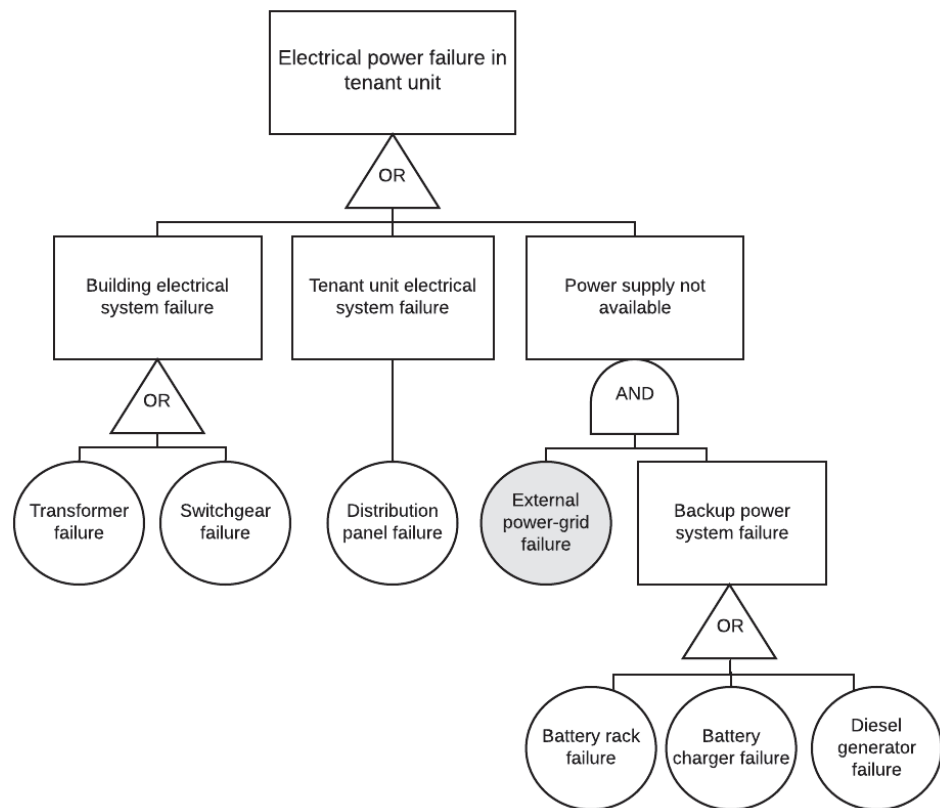 Electrical power failure in
tenant unit
OR
Building electrical
system failure
Tenant unit electrical
system failure
Power supply not
available
OR
AND
Transformer
failure
Switchgear
failure
Distribution
panel failure
External
power-grid
failure
Backup power
system failure
OR
Battery rack
failure
Battery
charger failure
Diesel
generator
failure